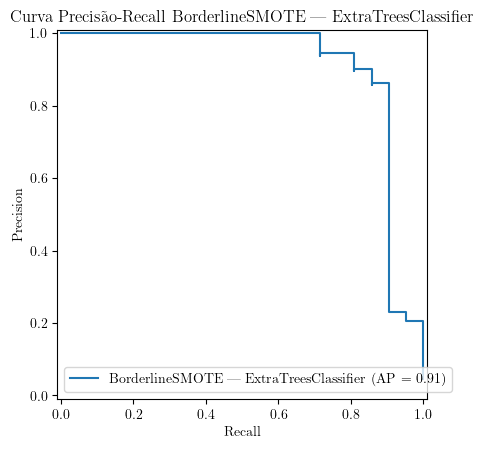 Curva Precisão-Recall BorderlineSMOTE — ExtraTreesClassifier
1.0
0.8
0.6
0.4
0.2
0.0
Precision
BorderlineSMOTE — ExtraTreesClassifier (AP = 0.91)
0.0 0.2 0.4 0.6 0.8 1.0
Recall